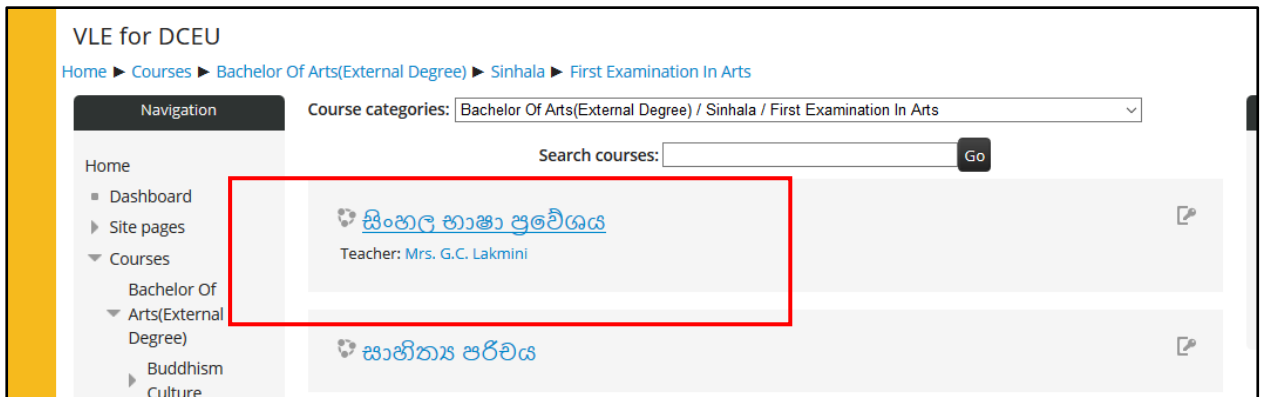 VLE for DCEU
Home ► Courses ► Bachelor Of Arts(External Degree) ► Sinhala ► First Examination In Arts
Navigation
Home
Dashboard
Site pages
Courses
Bachelor Of
Arts(External
Degree)
Buddhism
Culture
Course categories: Bachelor Of Arts(External Degree) / Sinhala / First Examination In Arts
Search courses: Go
සිංහල භාෂා ප්‍රවේශය
Teacher: Mrs. G.C. Lakmini
සාහිත්‍ය පරිචය